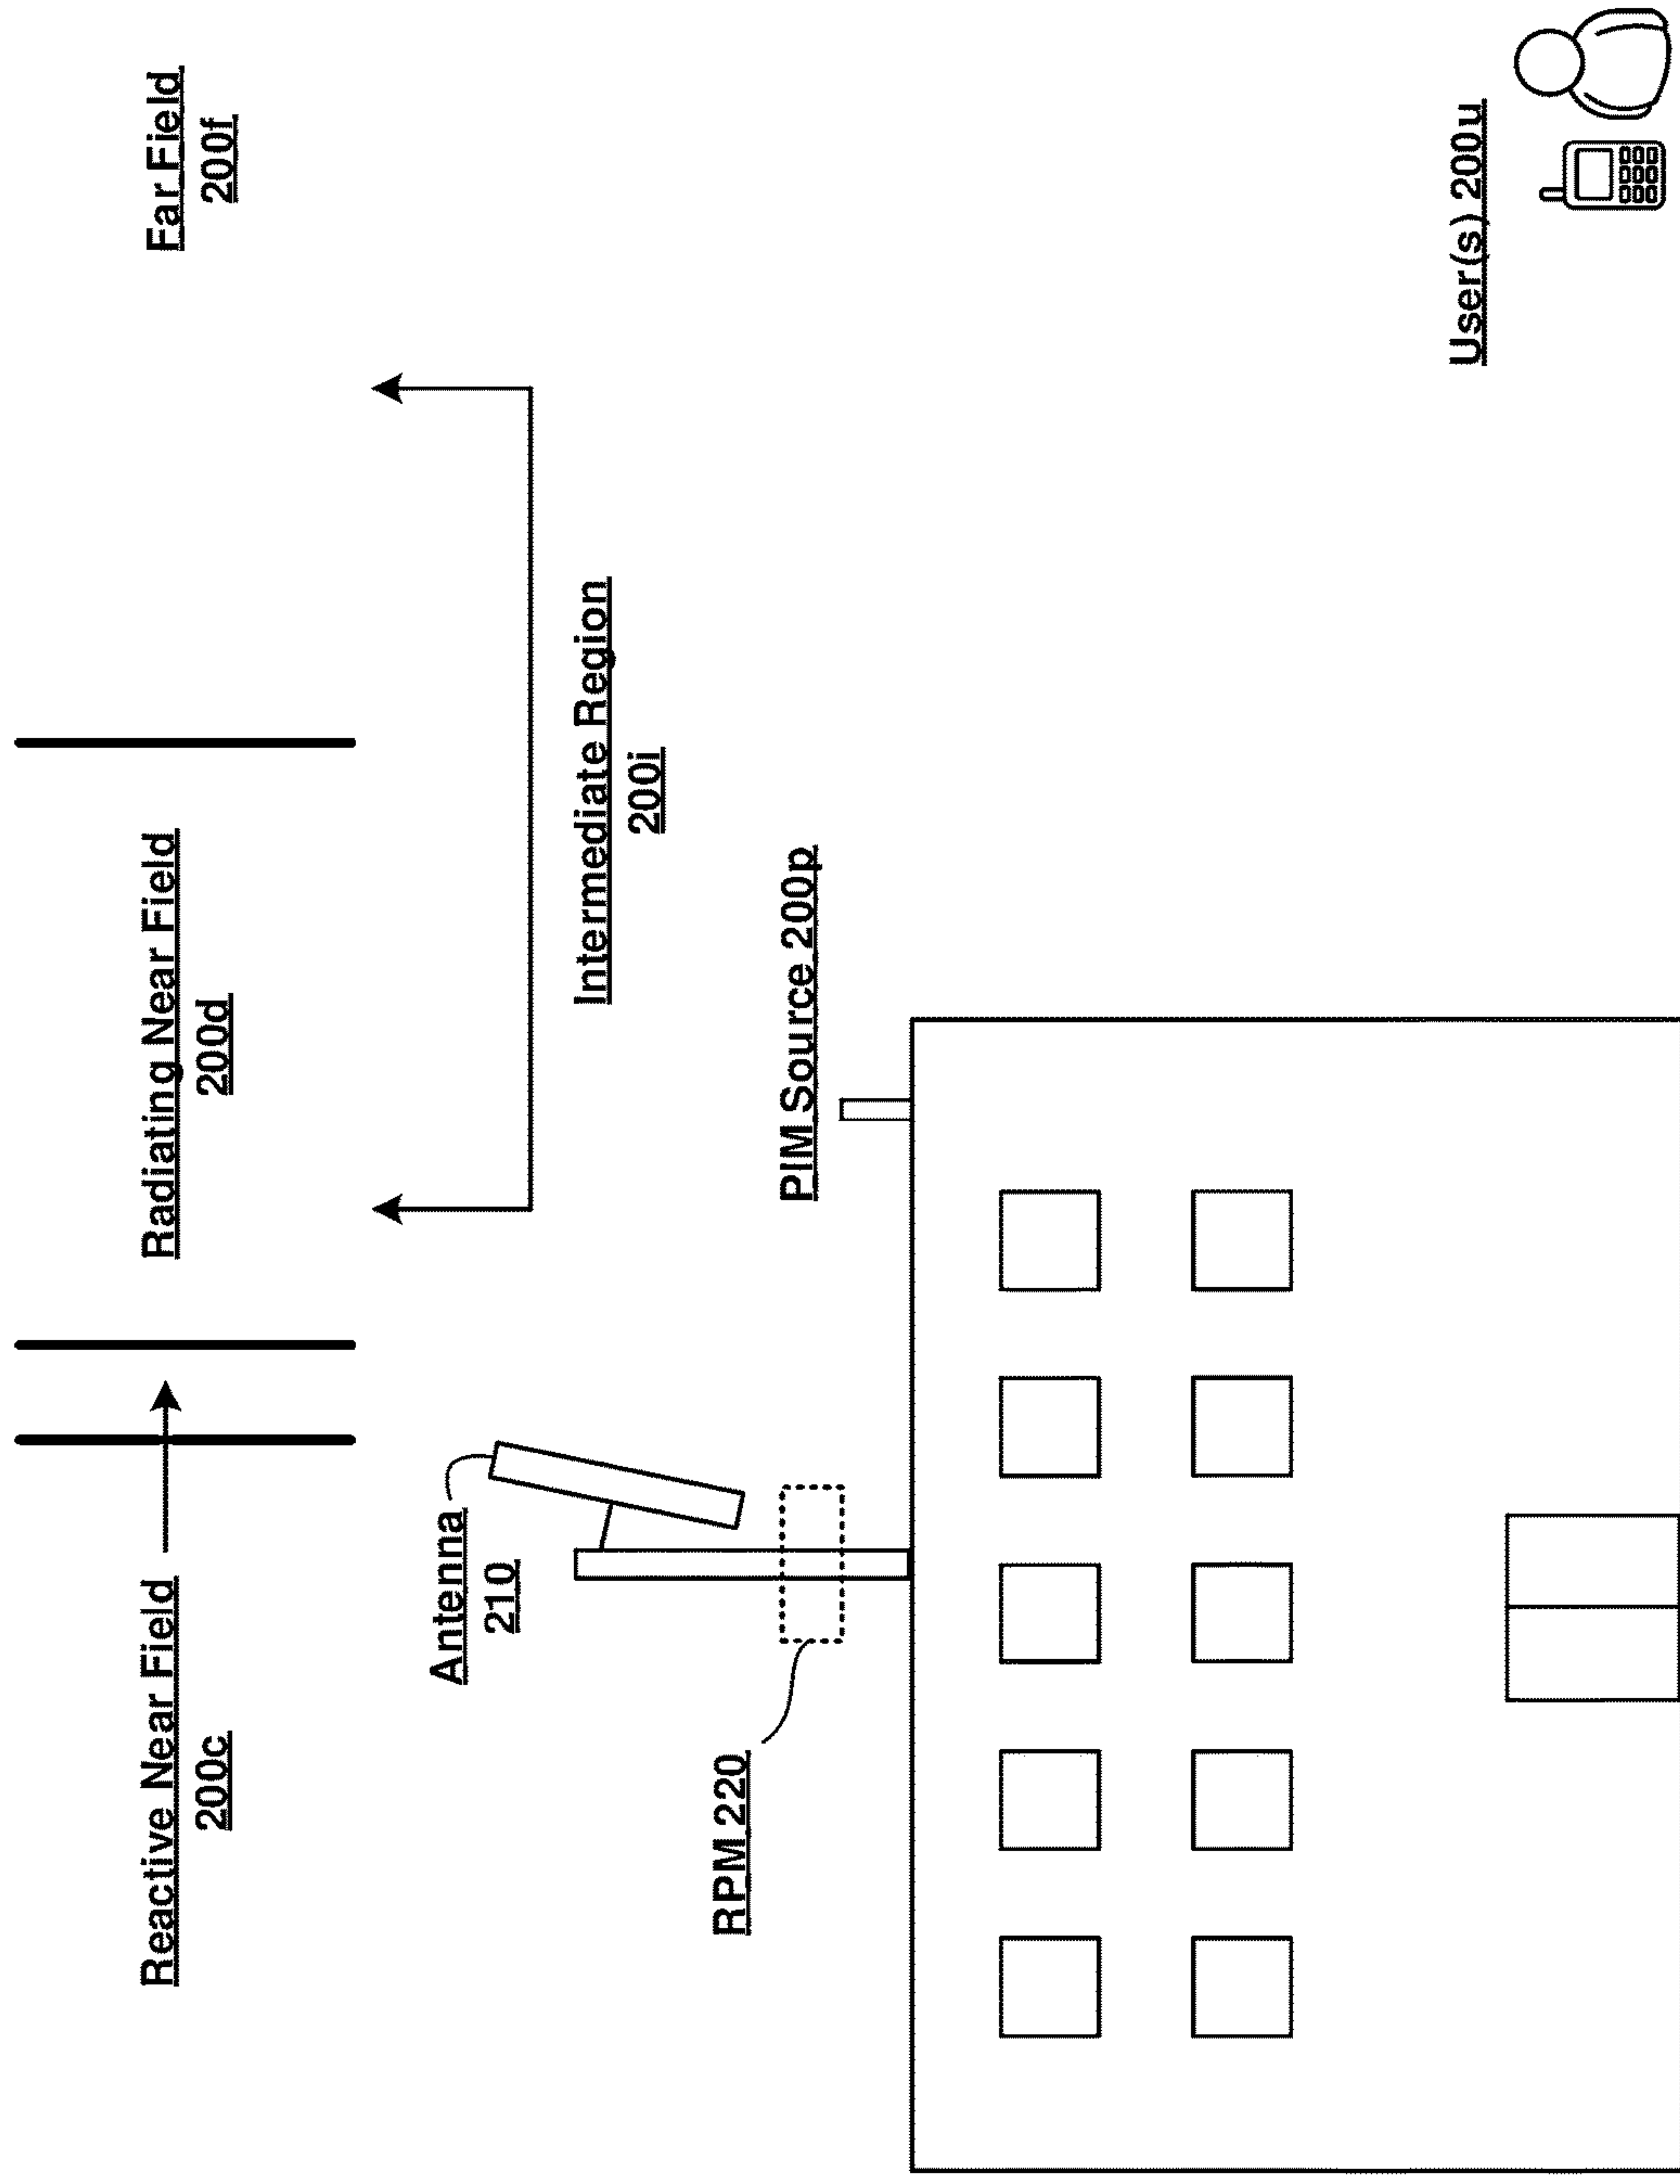 Reactive Near Field
200c
Radiating Near Field
200d
Far Field
200f
Antenna
210
Intermediate Region
200i
RPM 220
PIM Source 200p
User(s) 200u